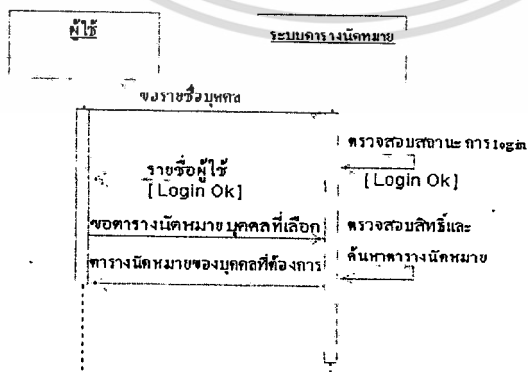 ผู้ใช้
ระบบตารางนัดหมาย
ขอรายชื่อบุคคล
ตรวจสอบสถานะ การ login
รายชื่อผู้ใช้
[Login Ok]
[Login Ok]
ขอตารางนัดหมาย บุคคลที่เลือก
ตรวจสอบสิทธิ์และ
ค้นหาตารางนัดหมาย
ตารางนัดหมายของบุคคลที่ต้องการ